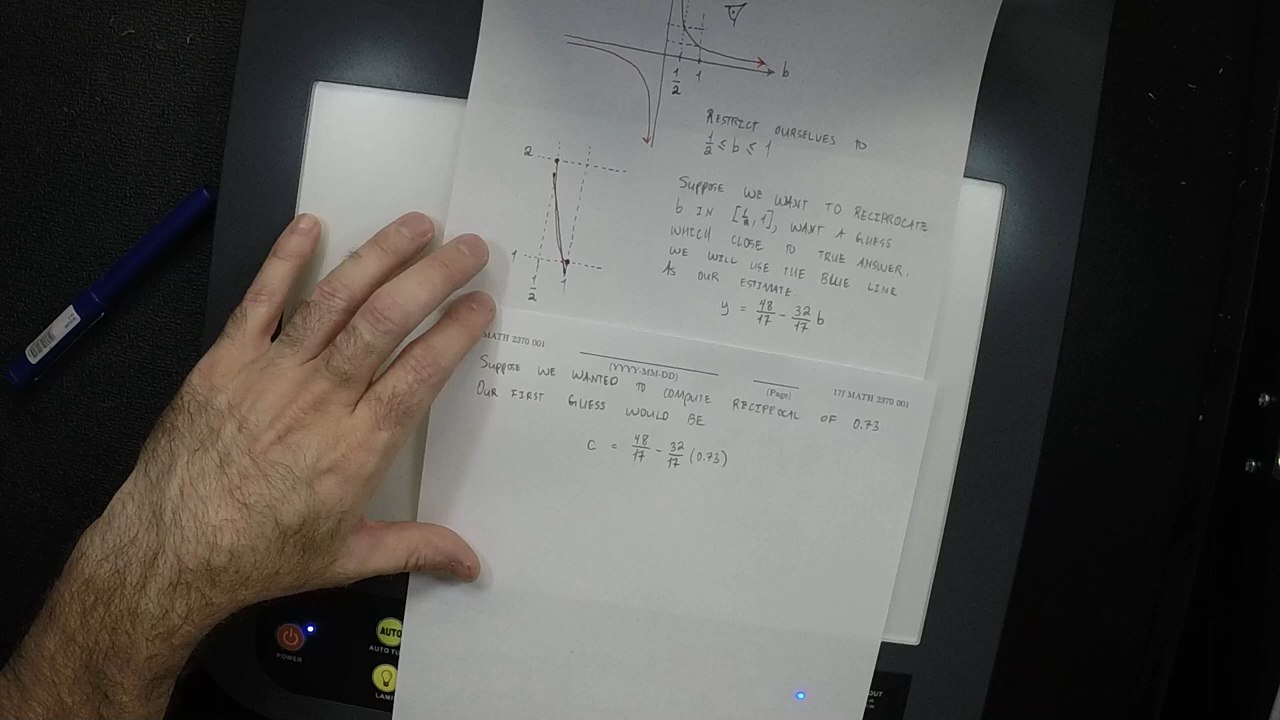 b
1/2
1
RESTRICT OURSELVES TO
1/2 ≤ b ≤ 1
2
1
1/2
1
SUPPOSE WE WANT TO RECIPROCATE
b IN [1/2, 1], WANT A GUESS
WHICH CLOSE TO TRUE ANSWER.
WE WILL USE THE BLUE LINE
AS OUR ESTIMATE.
y = 48/17 - 32/17 b
MATH 2370 001
(YYYY-MM-DD)
(Page)
17f MATH 2370 001
SUPPOSE WE WANTED TO COMPUTE RECIPROCAL OF 0.73
OUR FIRST GUESS WOULD BE
C = 48/17 - 32/17 (0.73)
POWER
AUTO
LAM
OUT